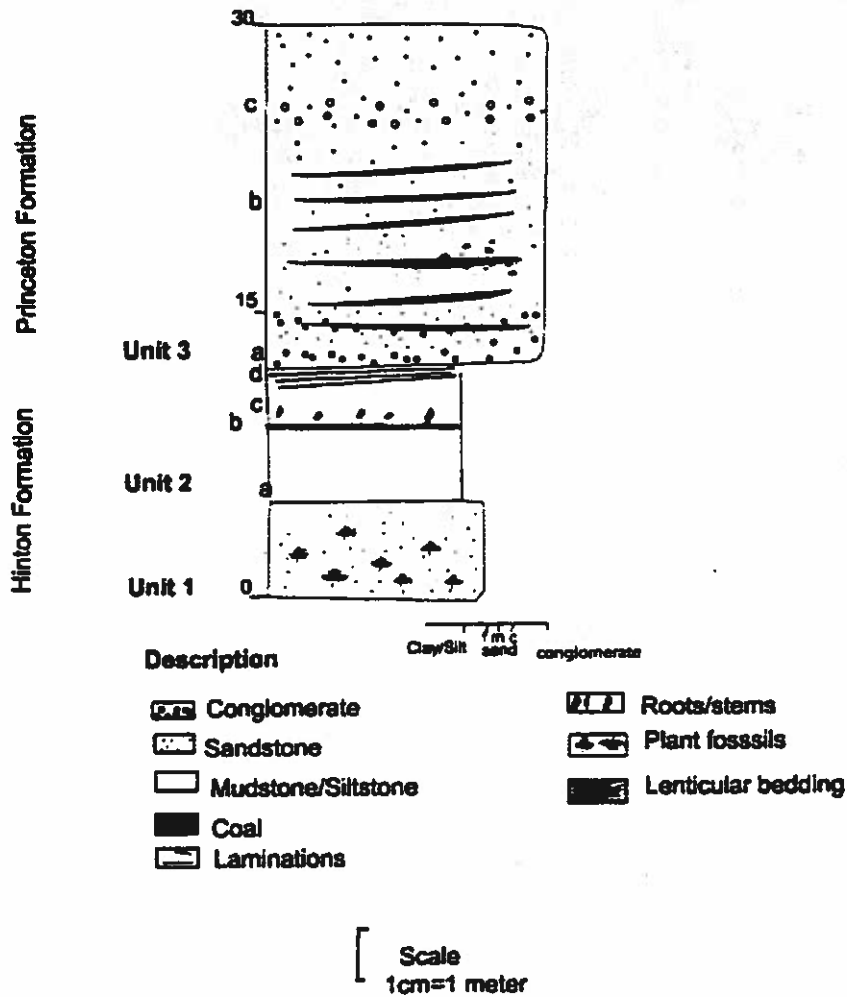 30
c
Princeton Formation
b
15
Unit 3
a
d
c
b
Hinton Formation
Unit 2
a
Unit 1
0
Clay/Silt
f m c
sand
conglomerate
Description
Conglomerate
Sandstone
Mudstone/Siltstone
Coal
Laminations
Roots/stems
Plant fosssils
Lenticular bedding
Scale
1cm=1 meter